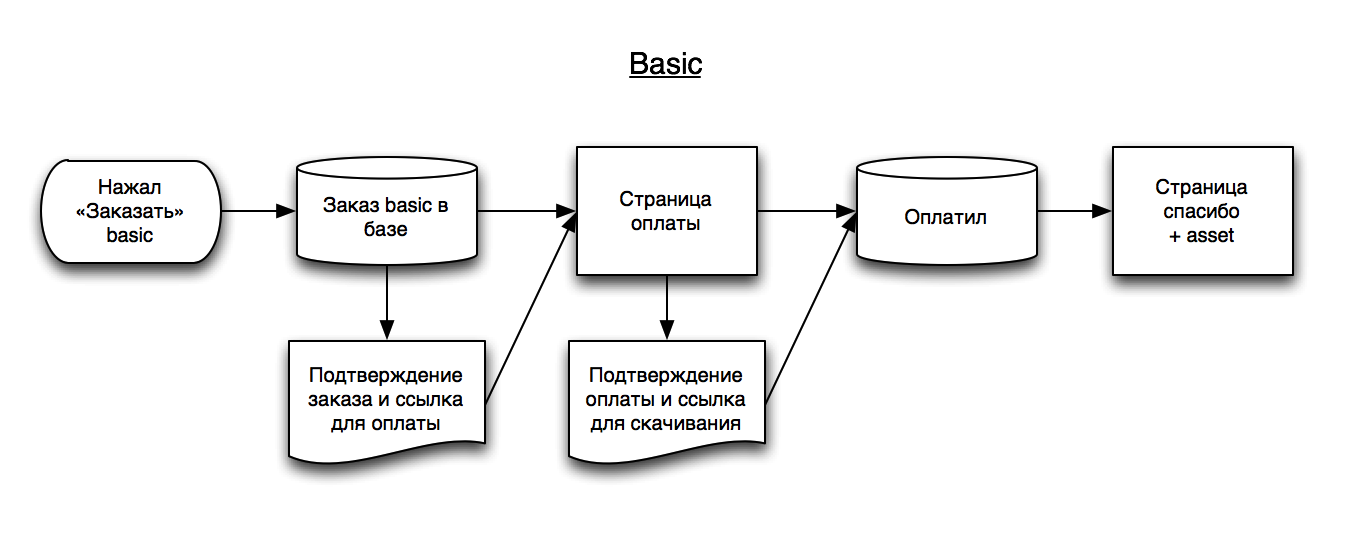 Basic
Нажал
«Заказать»
basic
Заказ basic в
базе
Страница
оплаты
Оплатил
Страница
спасибо
+ asset
Подтверждение
заказа и ссылка
для оплаты
Подтверждение
оплаты и ссылка
для скачивания